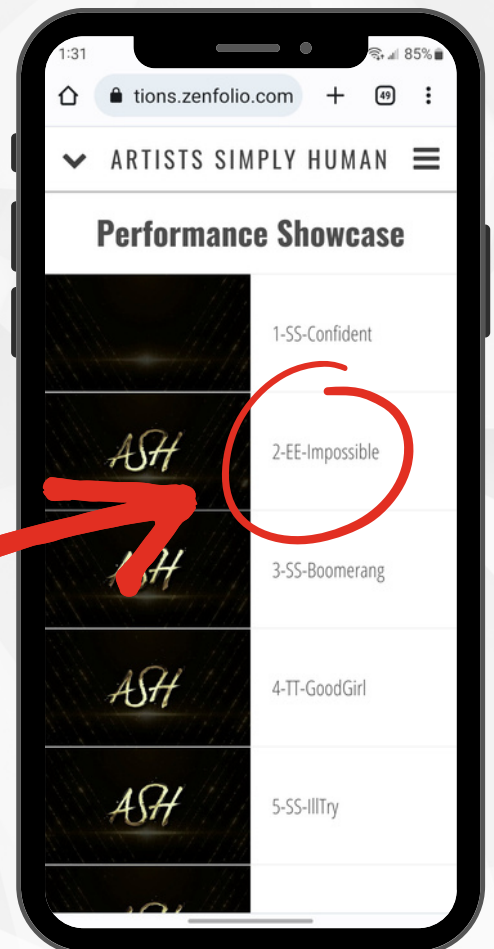 1:31
85%
tions.zenfolio.com
49
ARTISTS SIMPLY HUMAN
Performance Showcase
1-SS-Confident
ASH
2-EE-Impossible
ASH
3-SS-Boomerang
ASH
4-TT-GoodGirl
ASH
5-SS-IllTry